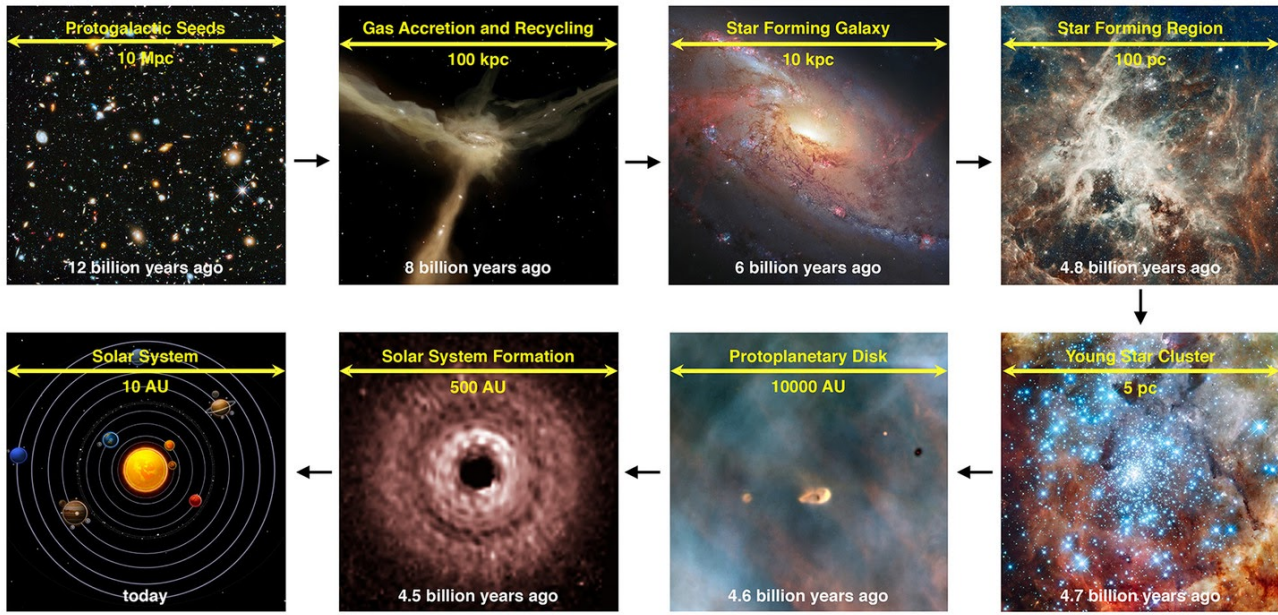 Protogalactic Seeds
10 Mpc
12 billion years ago
Gas Accretion and Recycling
100 kpc
8 billion years ago
Star Forming Galaxy
10 kpc
6 billion years ago
Star Forming Region
100 pc
4.8 billion years ago
Young Star Cluster
5 pc
4.7 billion years ago
Protoplanetary Disk
10000 AU
4.6 billion years ago
Solar System Formation
500 AU
4.5 billion years ago
Solar System
10 AU
today